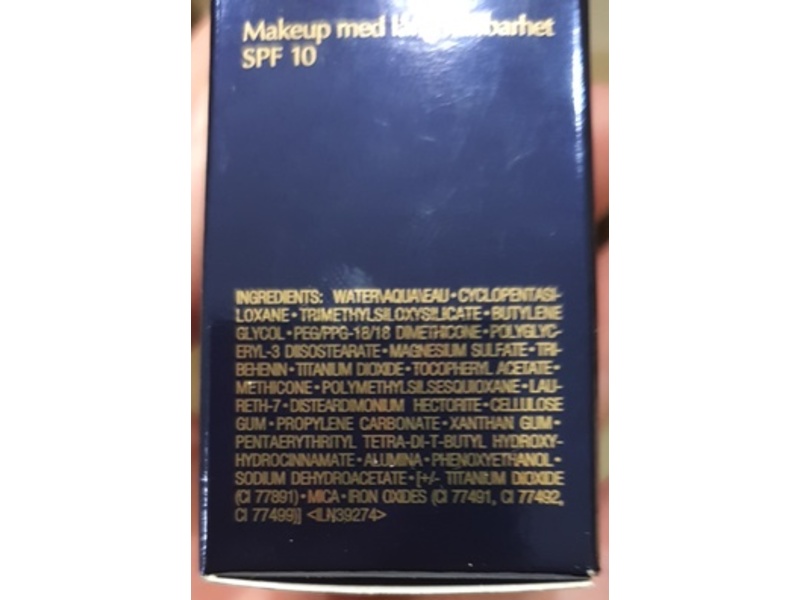 Makeup med hållbarhet
SPF 10
INGREDIENTS: WATER\AQUA\EAU • CYCLOPENTASI-
LOXANE • TRIMETHYLSILOXYSILICATE • BUTYLENE
GLYCOL • PEG/PPG-18/18 DIMETHICONE • POLYGLYC-
ERYL-3 DIISOSTEARATE • MAGNESIUM SULFATE • TRI-
BEHENIN • TITANIUM DIOXIDE • TOCOPHERYL ACETATE •
METHICONE • POLYMETHYLSILSESQUIOXANE • LAU-
RETH-7 • DISTEARDIMONIUM HECTORITE • CELLULOSE
GUM • PROPYLENE CARBONATE • XANTHAN GUM •
PENTAERYTHRITYL TETRA-DI-T-BUTYL HYDROXY-
HYDROCINNAMATE • ALUMINA • PHENOXYETHANOL •
SODIUM DEHYDROACETATE • [+/- TITANIUM DIOXIDE
(CI 77891) • MICA • IRON OXIDES (CI 77491, CI 77492,
CI 77499)] <ILN39274>